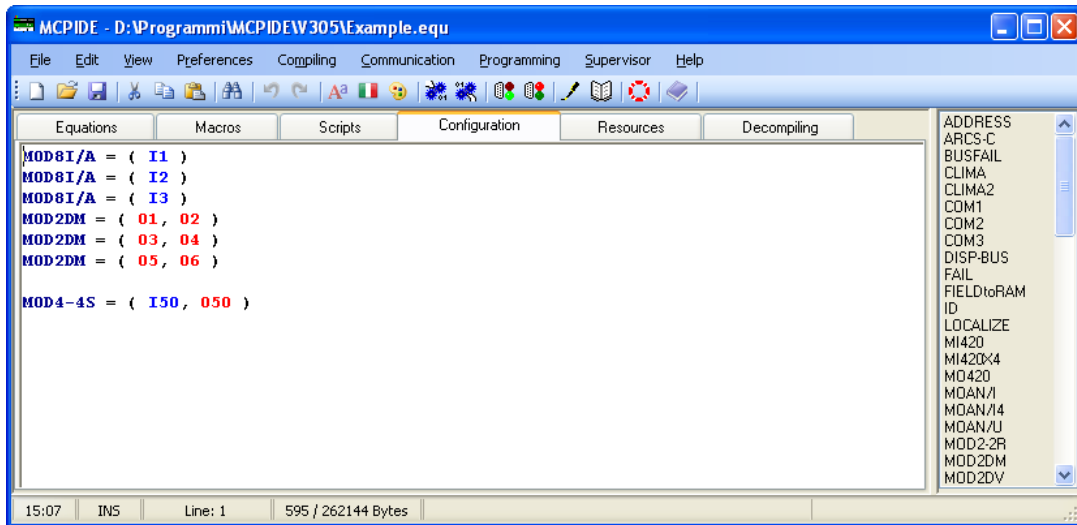 MCPIDE - D:\Programmi\MCPIDE\V305\Example.equ
File Edit View Preferences Compiling Communication Programming Supervisor Help
Equations Macros Scripts Configuration Resources Decompiling
MOD8I/A = ( I1 )
MOD8I/A = ( I2 )
MOD8I/A = ( I3 )
MOD2DM = ( O1, O2 )
MOD2DM = ( O3, O4 )
MOD2DM = ( O5, O6 )
MOD4-4S = ( I50, O50 )
ADDRESS
ARCS-C
BUSFAIL
CLIMA
CLIMA2
COM1
COM2
COM3
DISP-BUS
FAIL
FIELDtoRAM
ID
LOCALIZE
MI420
MI420X4
MO420
MOAN/I
MOAN/I4
MOAN/U
MOD2-2R
MOD2DM
MOD2DV
15:07 INS Line: 1 595 / 262144 Bytes